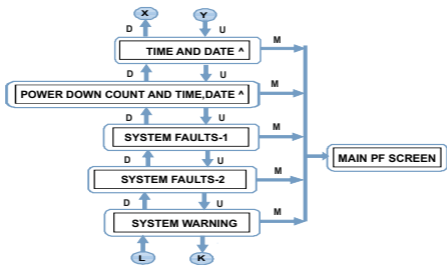 X Y
D U
TIME AND DATE ^ M
D U
POWER DOWN COUNT AND TIME,DATE ^ M
D U
SYSTEM FAULTS-1 M
MAIN PF SCREEN
D U
SYSTEM FAULTS-2 M
D U
SYSTEM WARNING M
L K